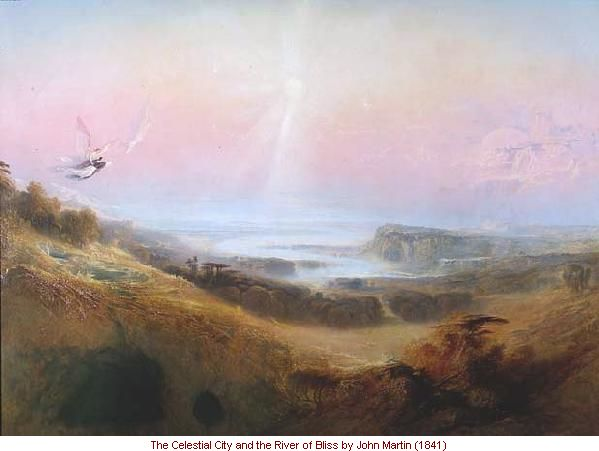 The Celestial City and the River of Bliss by John Martin (1841)